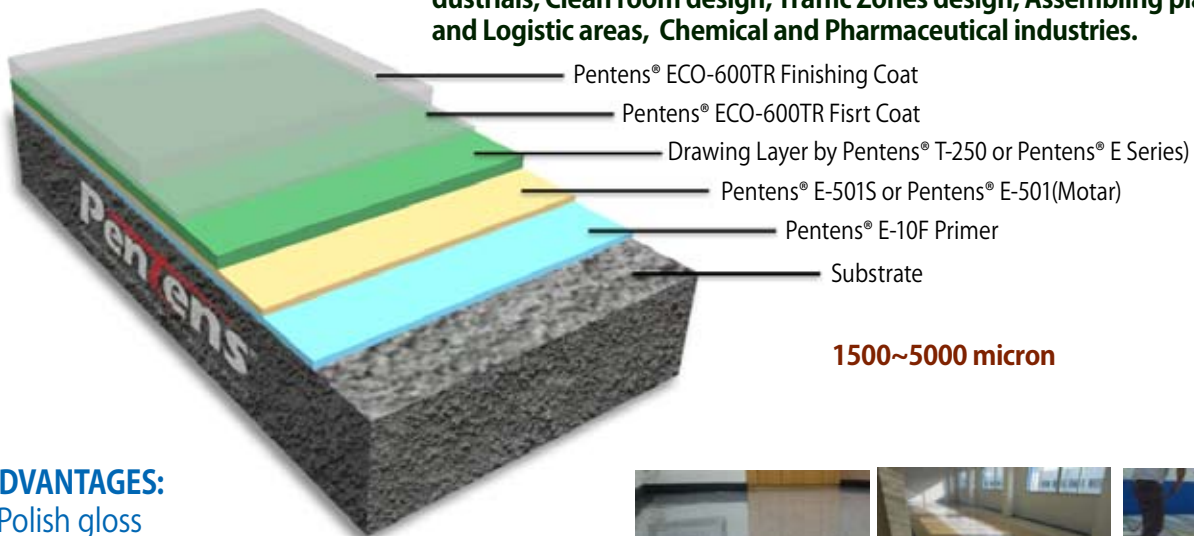 dustrials, Clean room design, Traffic Zones design, Assembling pla
and Logistic areas, Chemical and Pharmaceutical industries.
Pentens® ECO-600TR Finishing Coat
Pentens® ECO-600TR Fisrt Coat
Drawing Layer by Pentens® T-250 or Pentens® E Series)
Pentens® E-501S or Pentens® E-501(Motar)
Pentens® E-10F Primer
Substrate
PenTens
1500~5000 micron
DVANTAGES:
Polish gloss